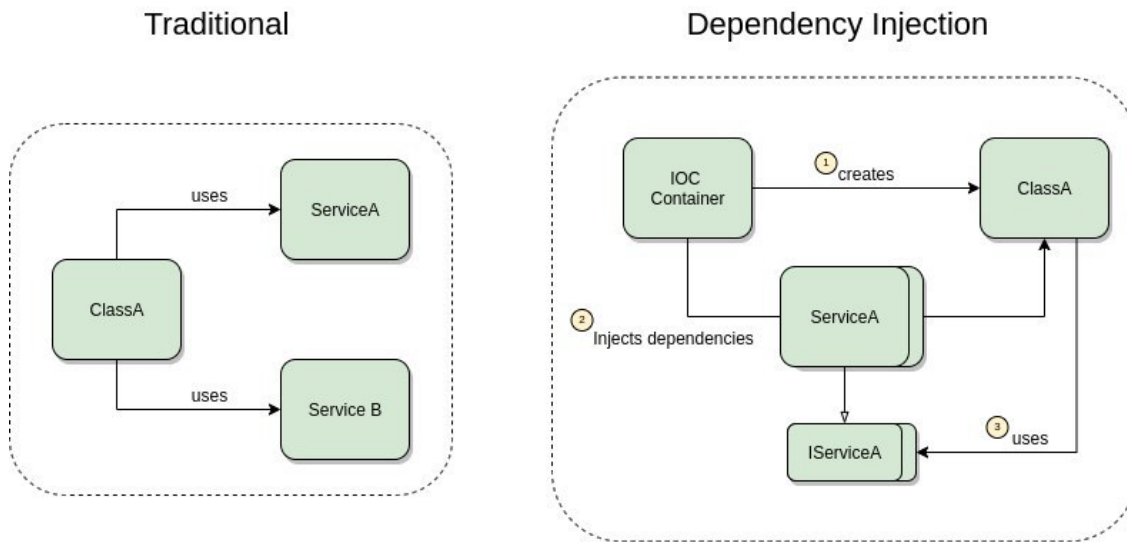 Traditional
Dependency Injection
uses
ServiceA
ClassA
uses
Service B
IOC
Container
1
creates
ClassA
2
Injects dependencies
ServiceA
IServiceA
3
uses